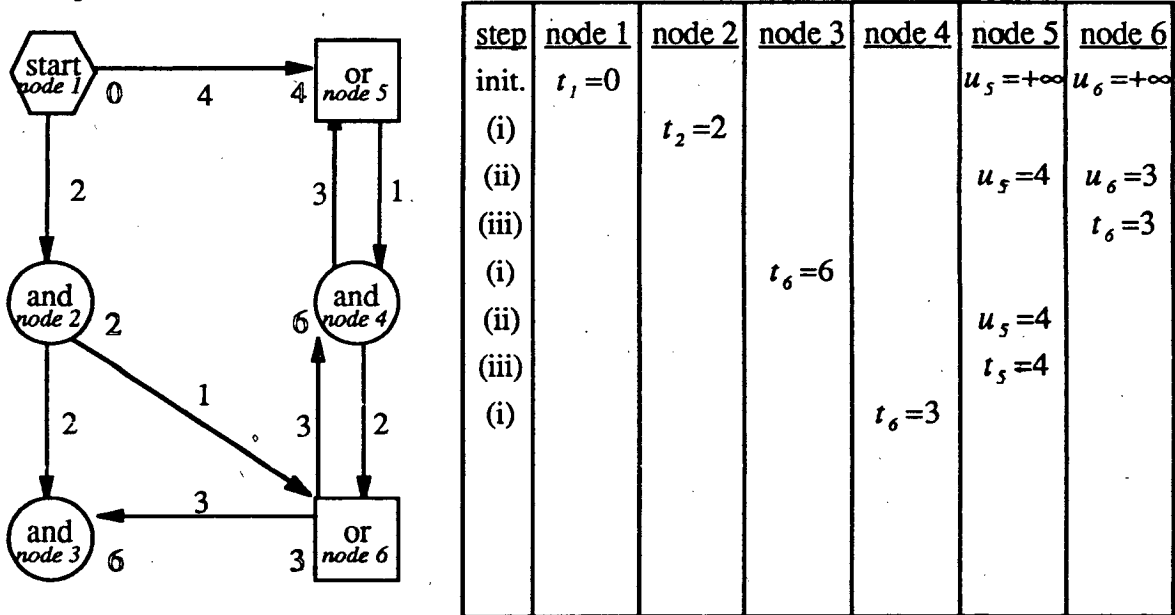 start
node 1
0
4
4
or
node 5
2
3
1
and
node 2
2
6
and
node 4
1
2
3
2
3
and
node 3
6
3
or
node 6
step node 1 node 2 node 3 node 4 node 5 node 6
init. t₁=0 u₅=+∞ u₆=+∞
(i) t₂=2
(ii) u₅=4 u₆=3
(iii) t₆=3
(i) t₆=6
(ii) u₅=4
(iii) t₅=4
(i) t₆=3